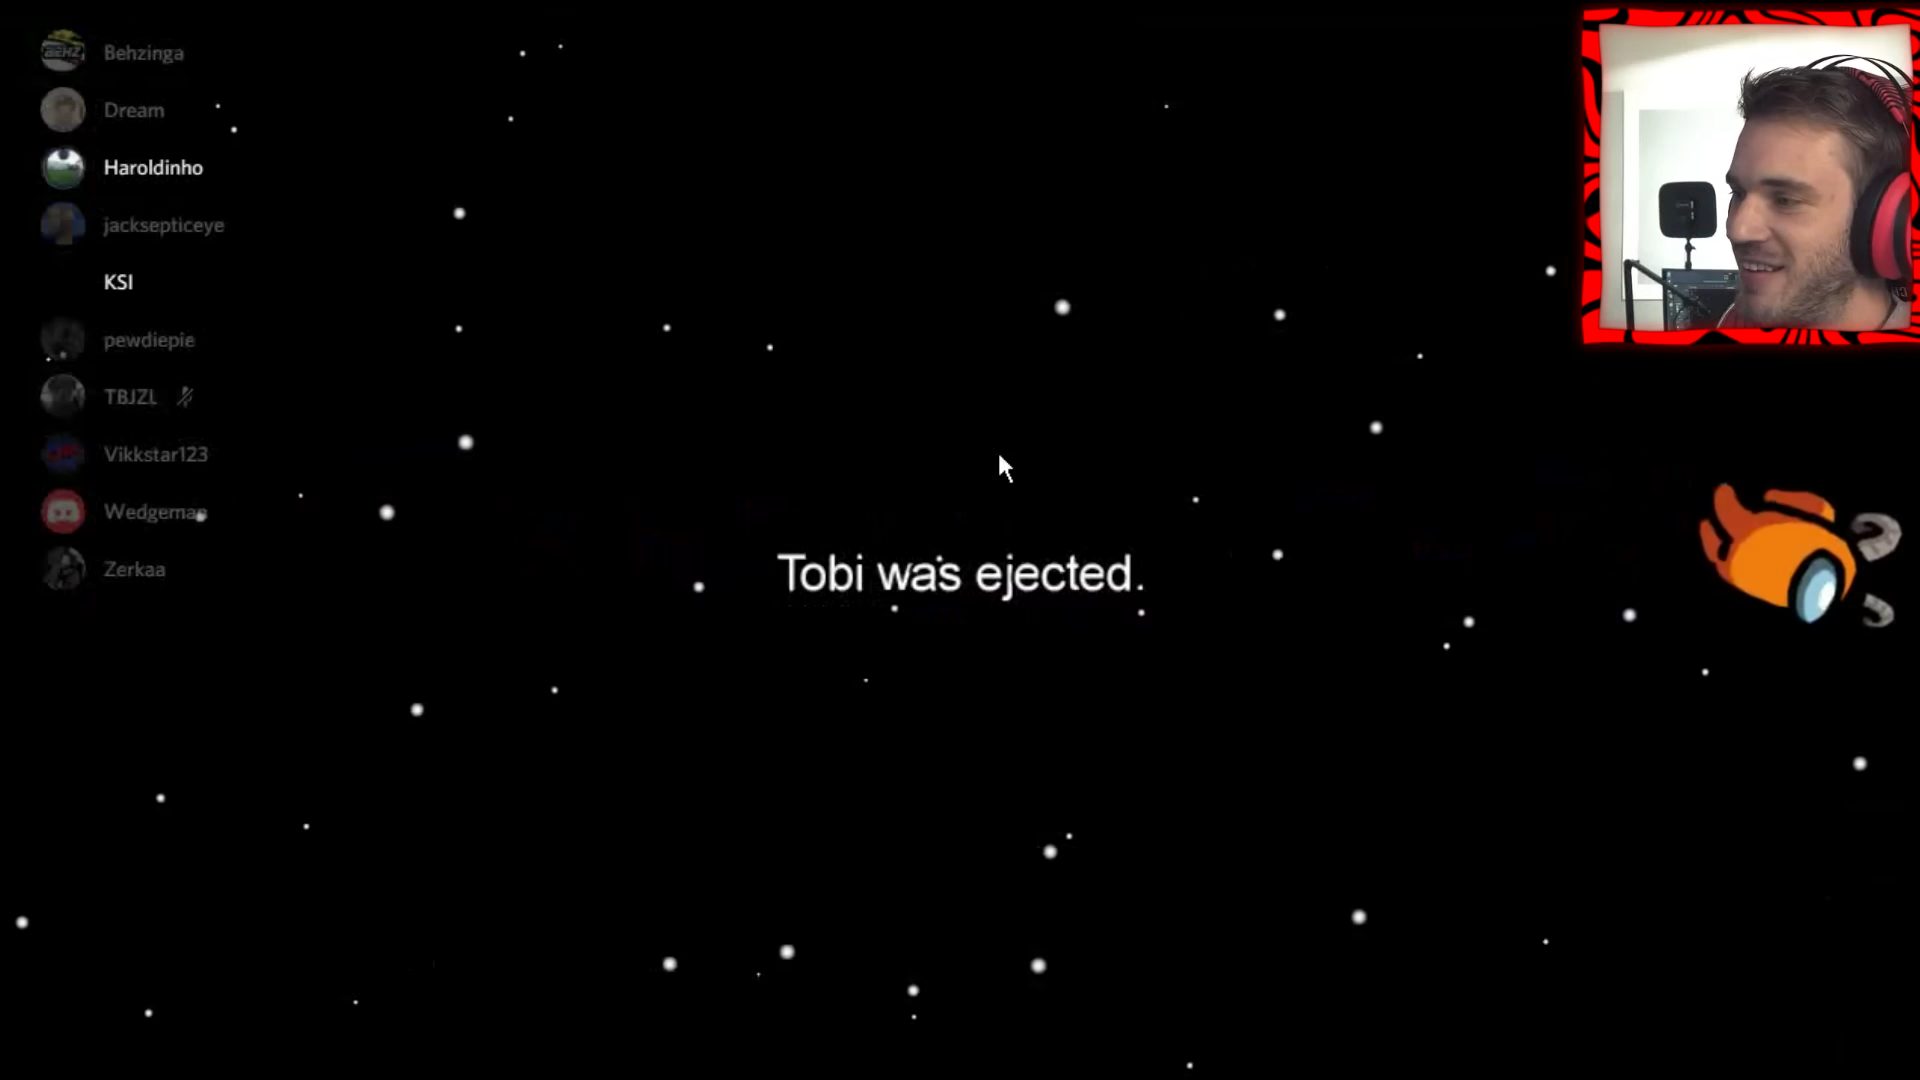 Behzinga
Dream
Haroldinho
jacksepticeye
KSI
pewdiepie
TBJZL
Vikkstar123
Wedgeman
Zerkaa
Tobi was ejected.